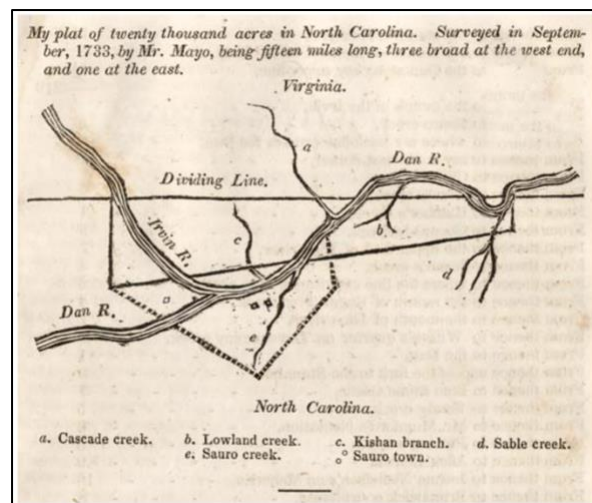 My plat of twenty thousand acres in North Carolina. Surveyed in Septem-
ber, 1733, by Mr. Mayo, being fifteen miles long, three broad at the west end,
and one at the east.
Virginia.
a
Dan R.
Dividing Line.
Irvin R.
c
b
d
Dan R.
e
North Carolina.
a. Cascade creek. b. Lowland creek. c. Kishan branch. d. Sable creek.
e. Sauro creek. Sauro town.